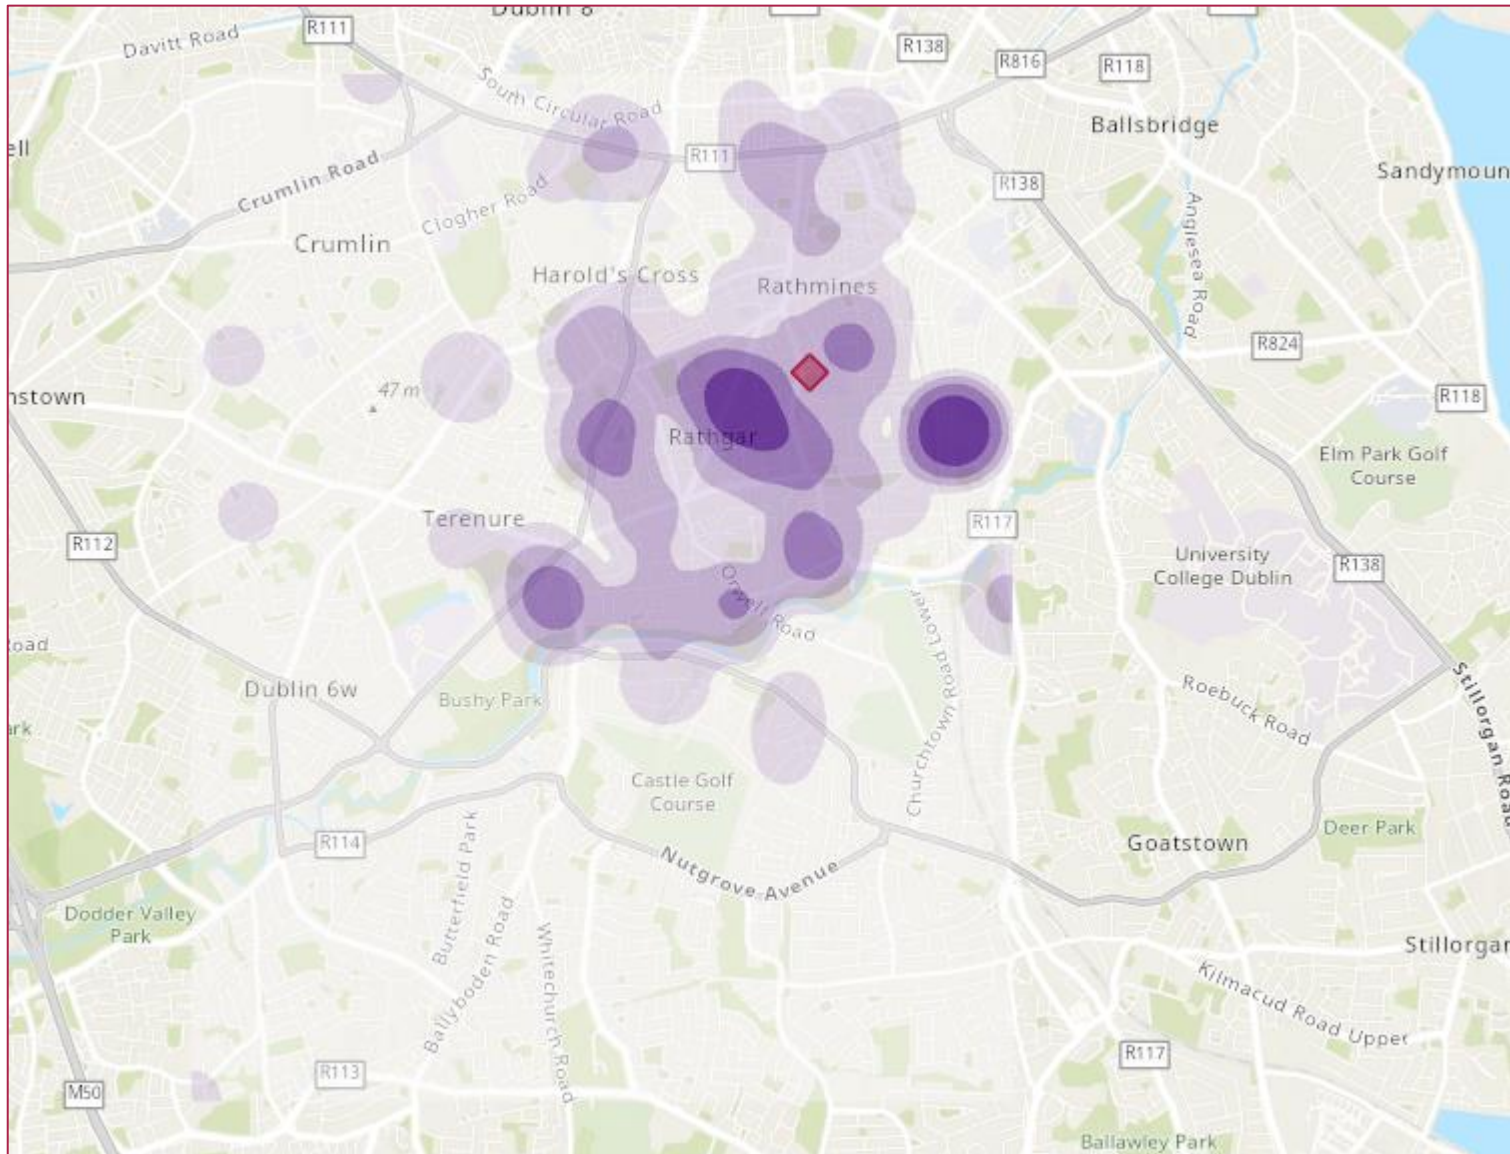 Dublin 8
Davitt Road
R111
R138
R816
R118
South Circular Road
Ballsbridge
ell
R111
Sandymoun
Crumlin Road
R138
Clogher Road
Anglesea Road
Crumlin
Harold's Cross
Rathmines
R824
47 m
nstown
R118
Rathgar
Elm Park Golf
Course
Terenure
R117
R112
University
College Dublin
R138
Orwell Road
Churchtown Road Lower
oad
Dublin 6w
Bushy Park
Roebuck Road
Stillorgan Road
ark
Castle Golf
Course
R114
Deer Park
Goatstown
Nutgrove Avenue
Butterfield Park
Dodder Valley
Park
Ballyboden Road
Whitechurch Road
Stillorgan
Kilmacud Road Upper
R117
R113
M50
Ballawley Park